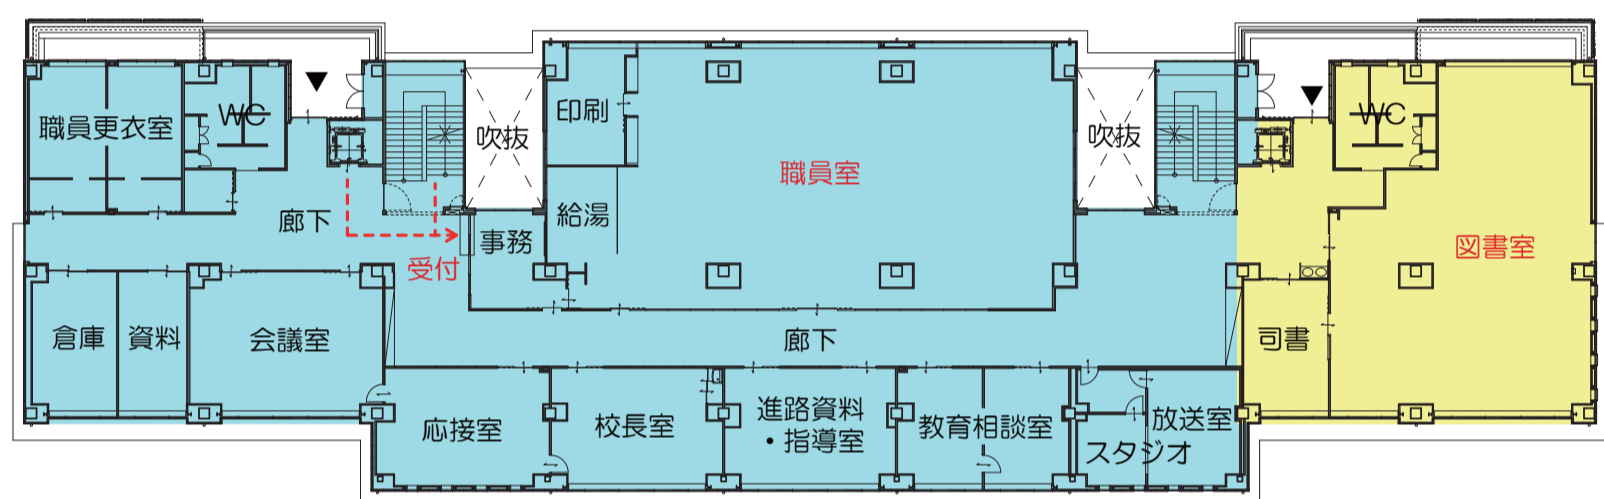 職員更衣室
WC
吹抜
印刷
職員室
吹抜
WC
廊下
給湯
事務
受付
図書室
倉庫
資料
会議室
廊下
司書
応接室
校長室
進路資料
・指導室
教育相談室
放送室
スタジオ